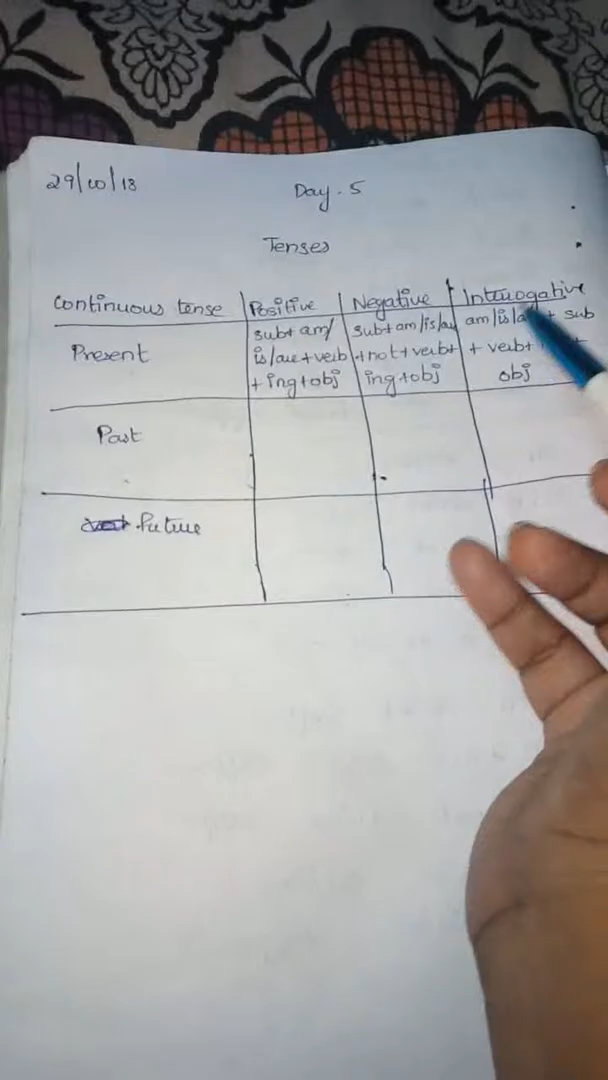 29/10/18
Day. 5
Tenses
Continuous tense Positive Negative Interrogative
Present
sub+ am/
is/are + verb
+ ing + obj
sub+ am/is/are
+ not + verb +
ing + obj
am/is/ + sub
+ verb+ +
obj
Past
Future